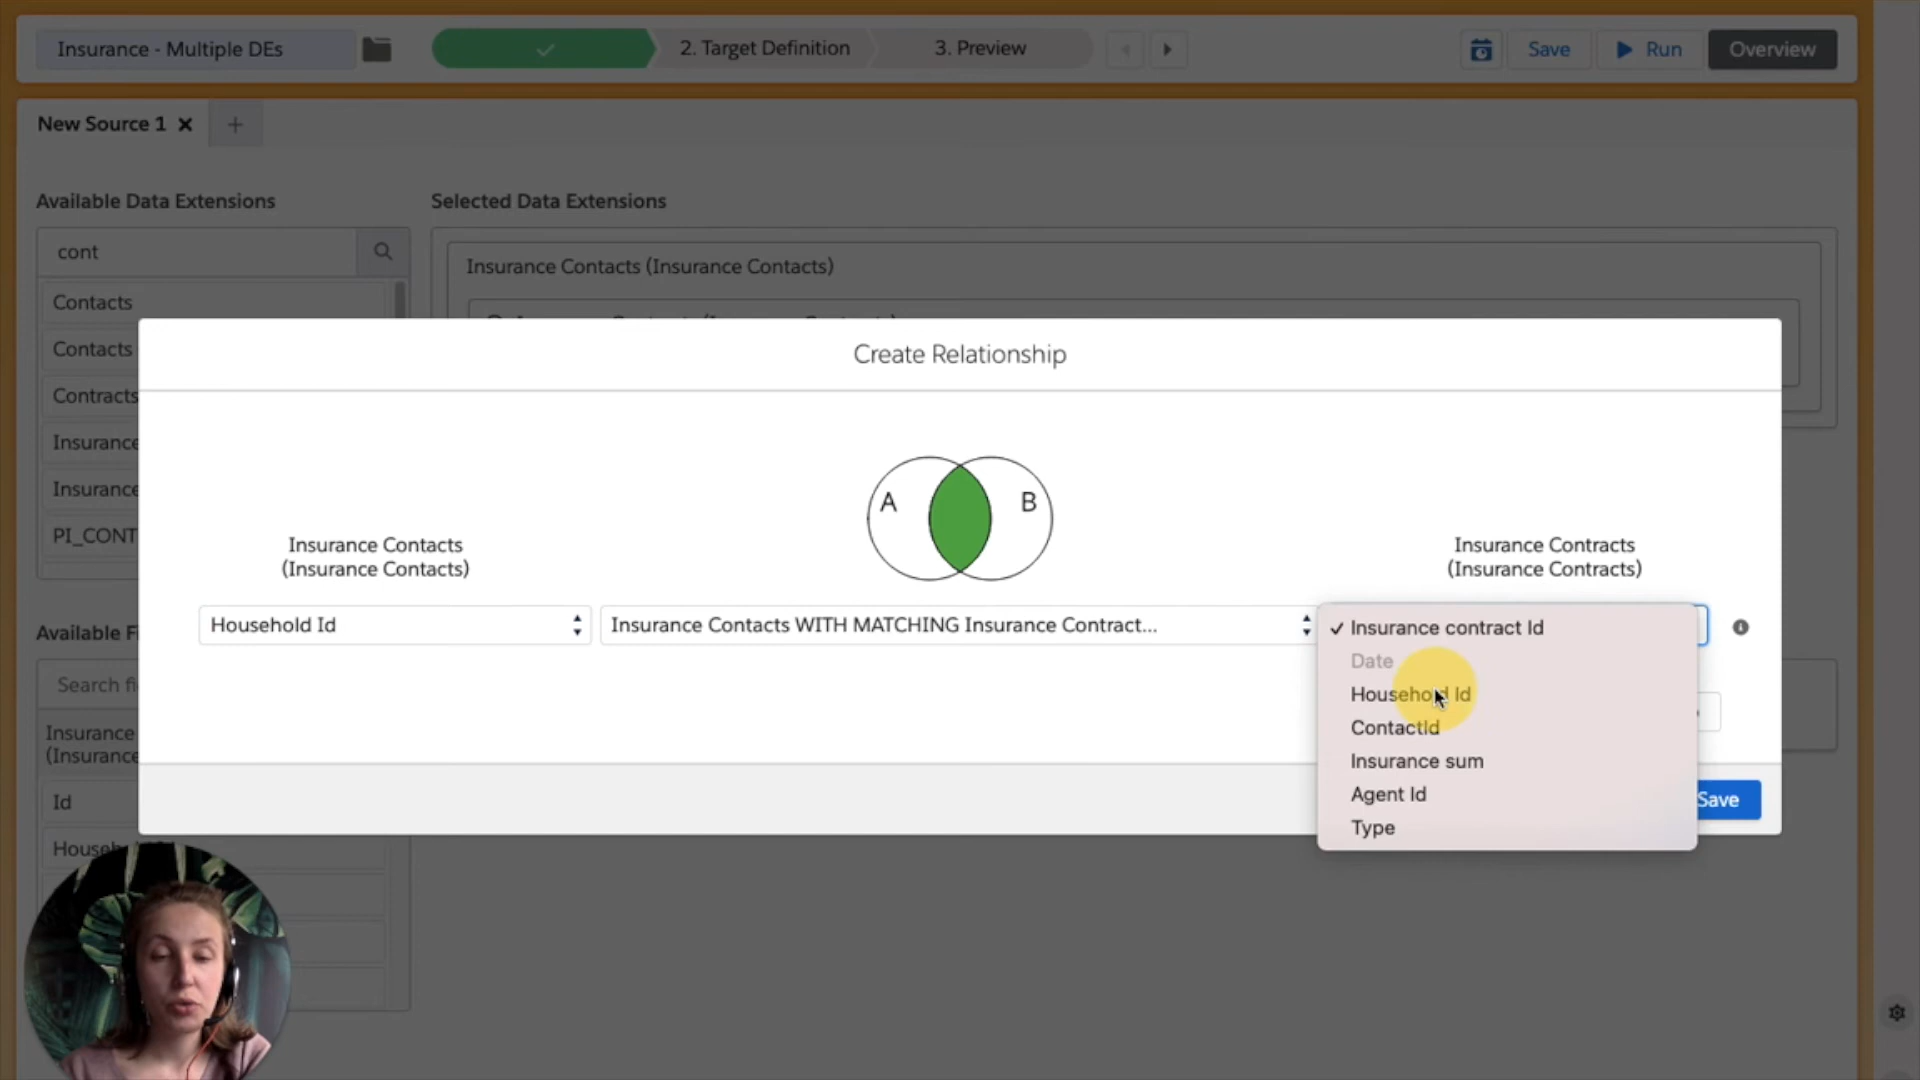 Insurance - Multiple DEs
2. Target Definition
3. Preview
Save
Run
Overview
New Source 1
Available Data Extensions
Selected Data Extensions
cont
Insurance Contacts (Insurance Contacts)
Contacts
Contacts
Contracts
Insurance
Insurance
PI_CONT
Create Relationship
A
B
Insurance Contacts
(Insurance Contacts)
Insurance Contracts
(Insurance Contracts)
Household Id
Insurance Contacts WITH MATCHING Insurance Contract...
✓ Insurance contract Id
Date
Household Id
ContactId
Insurance sum
Agent Id
Type
Save
Available Fi
Search fi
Insurance
(Insurance
Id